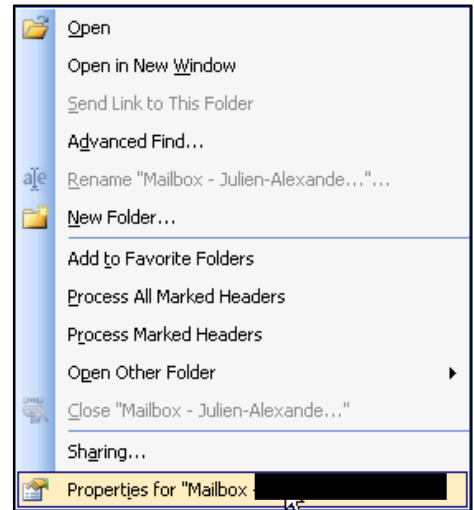 Open
Open in New Window
Send Link to This Folder
Advanced Find...
Rename "Mailbox - Julien-Alexande..."...
New Folder...
Add to Favorite Folders
Process All Marked Headers
Process Marked Headers
Open Other Folder
Close "Mailbox - Julien-Alexande..."
Sharing...
Properties for "Mailbox -